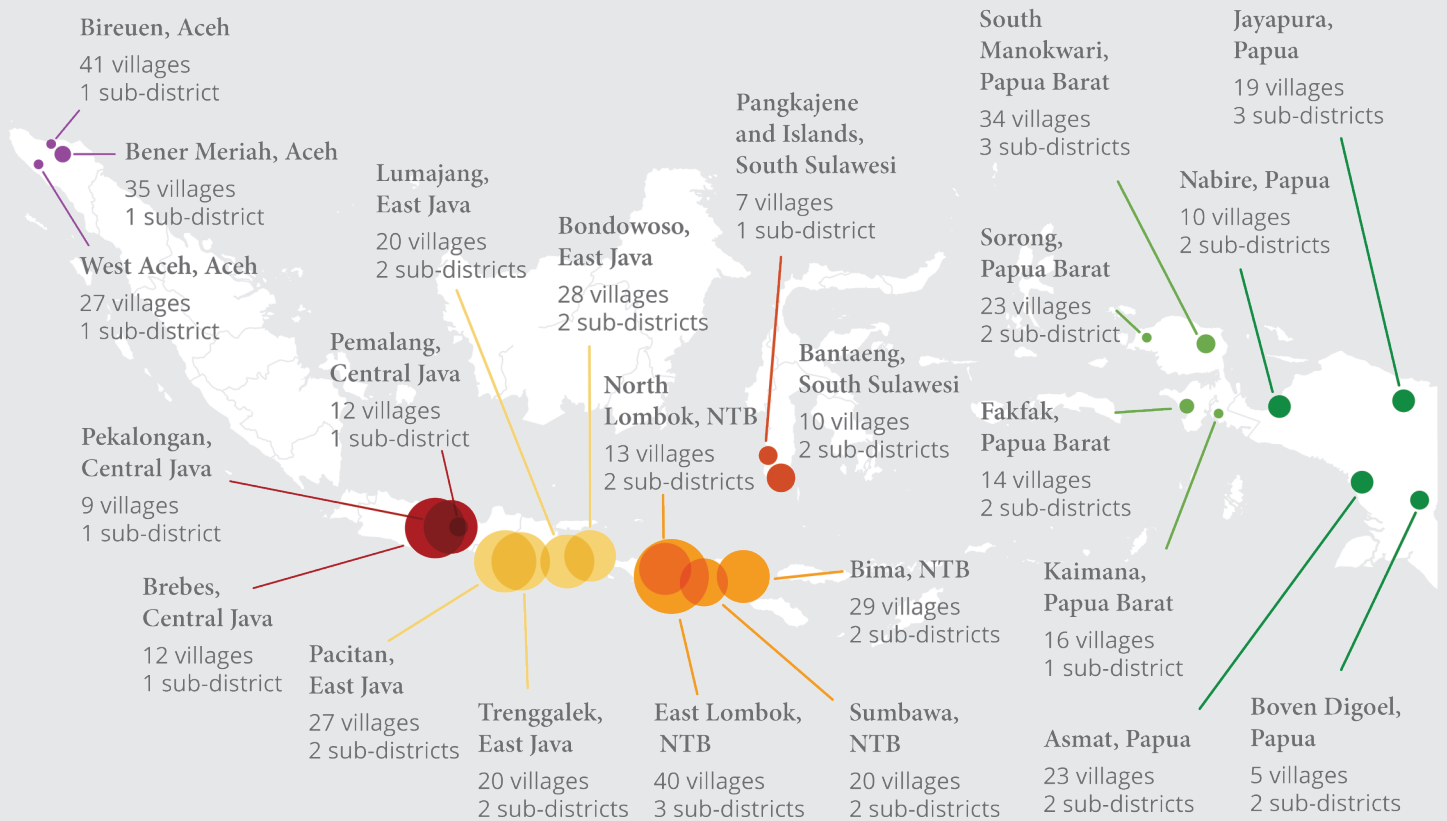 Bireuen, Aceh
41 villages
1 sub-district
Bener Meriah, Aceh
35 villages
1 sub-district
West Aceh, Aceh
27 villages
1 sub-district
Lumajang,
East Java
20 villages
2 sub-districts
Bondowoso,
East Java
28 villages
2 sub-districts
Pangkajene
and Islands,
South Sulawesi
7 villages
1 sub-district
South
Manokwari,
Papua Barat
34 villages
3 sub-districts
Jayapura,
Papua
19 villages
3 sub-districts
Nabire, Papua
10 villages
2 sub-districts
Sorong,
Papua Barat
23 villages
2 sub-district
Pemalang,
Central Java
12 villages
1 sub-district
North
Lombok, NTB
13 villages
2 sub-districts
Bantaeng,
South Sulawesi
10 villages
2 sub-districts
Fakfak,
Papua Barat
14 villages
2 sub-districts
Pekalongan,
Central Java
9 villages
1 sub-district
Brebes,
Central Java
12 villages
1 sub-district
Pacitan,
East Java
27 villages
2 sub-districts
Trenggalek,
East Java
20 villages
2 sub-districts
East Lombok,
NTB
40 villages
3 sub-districts
Sumbawa,
NTB
20 villages
2 sub-districts
Bima, NTB
29 villages
2 sub-districts
Kaimana,
Papua Barat
16 villages
1 sub-district
Asmat, Papua
23 villages
2 sub-districts
Boven Digoel,
Papua
5 villages
2 sub-districts